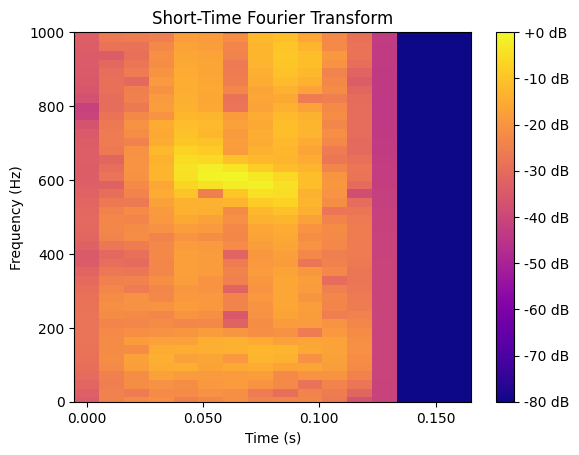 Short-Time Fourier Transform
1000
800
600
400
200
0
Frequency (Hz)
0.000
0.050
0.100
0.150
Time (s)
+0 dB
-10 dB
-20 dB
-30 dB
-40 dB
-50 dB
-60 dB
-70 dB
-80 dB